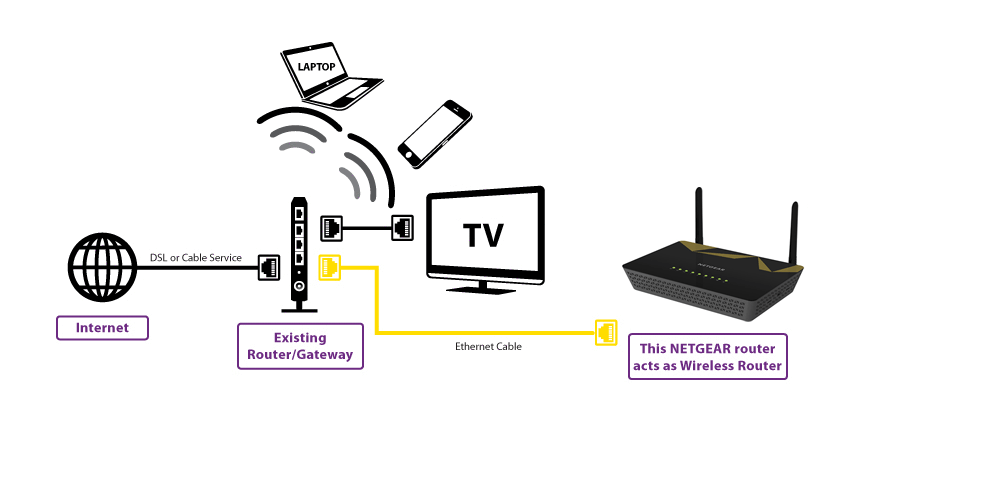 LAPTOP
TV
DSL or Cable Service
NETGEAR
Internet
Existing
Router/Gateway
Ethernet Cable
This NETGEAR router
acts as Wireless Router